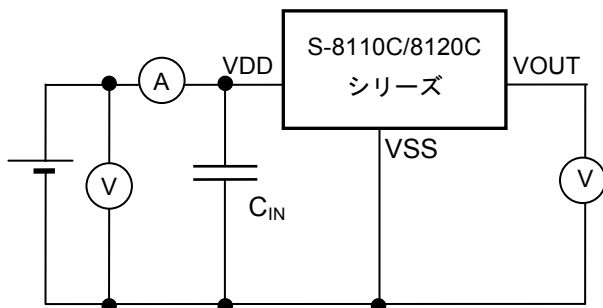 S-8110C/8120C
シリーズ
A
VDD
VOUT
VSS
V
CIN
V